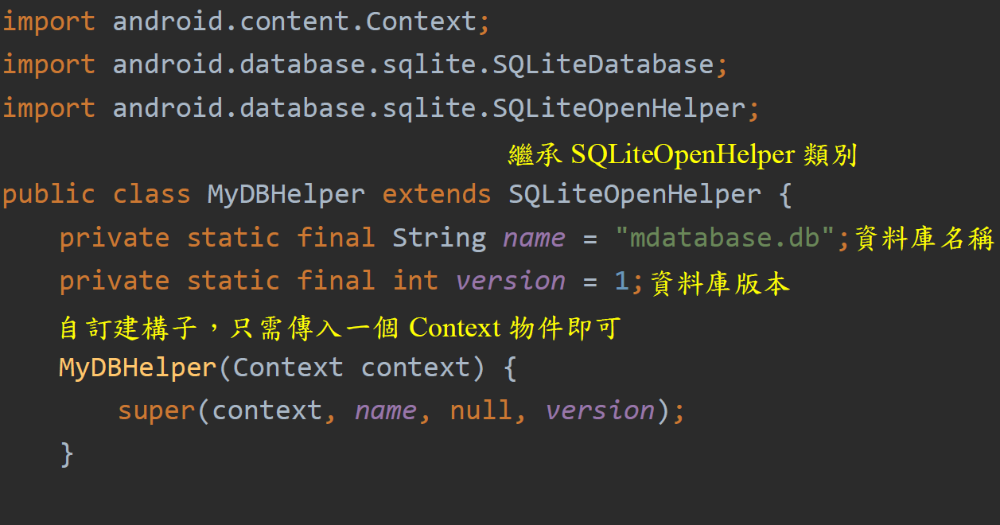 import android.content.Context;
import android.database.sqlite.SQLiteDatabase;
import android.database.sqlite.SQLiteOpenHelper;
繼承 SQLiteOpenHelper 類別
public class MyDBHelper extends SQLiteOpenHelper {
private static final String name = "mdatabase.db";資料庫名稱
private static final int version = 1;資料庫版本
自訂建構子，只需傳入一個 Context 物件即可
MyDBHelper(Context context) {
super(context, name, null, version);
}